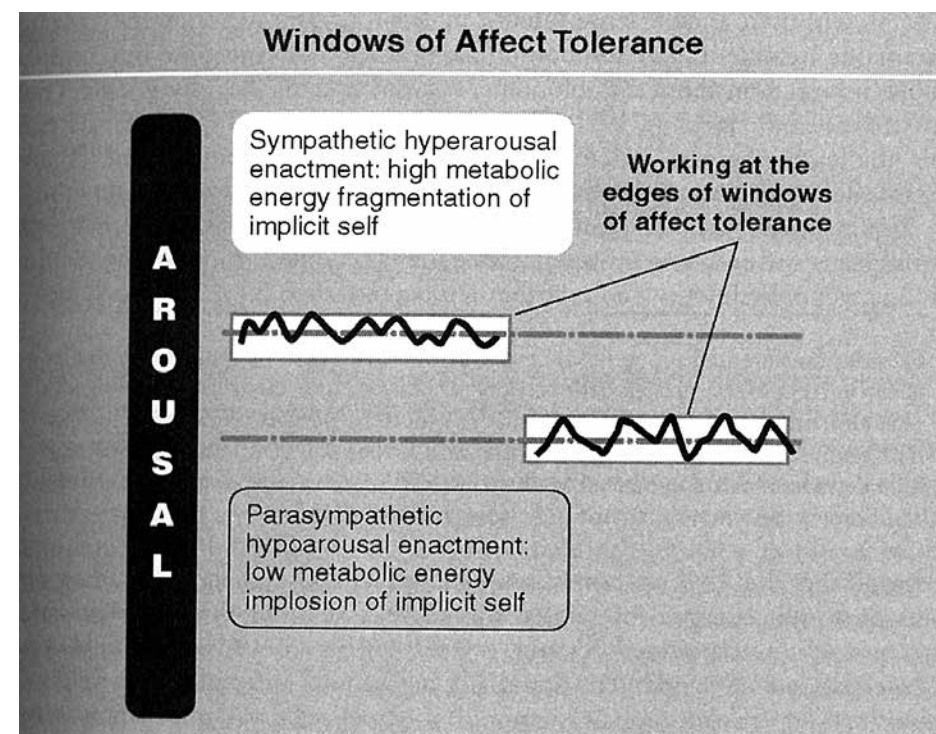 Windows of Affect Tolerance
AROUSAL
Sympathetic hyperarousal
enactment: high metabolic
energy fragmentation of
implicit self
Working at the
edges of windows
of affect tolerance
Parasympathetic
hypoarousal enactment:
low metabolic energy
implosion of implicit self